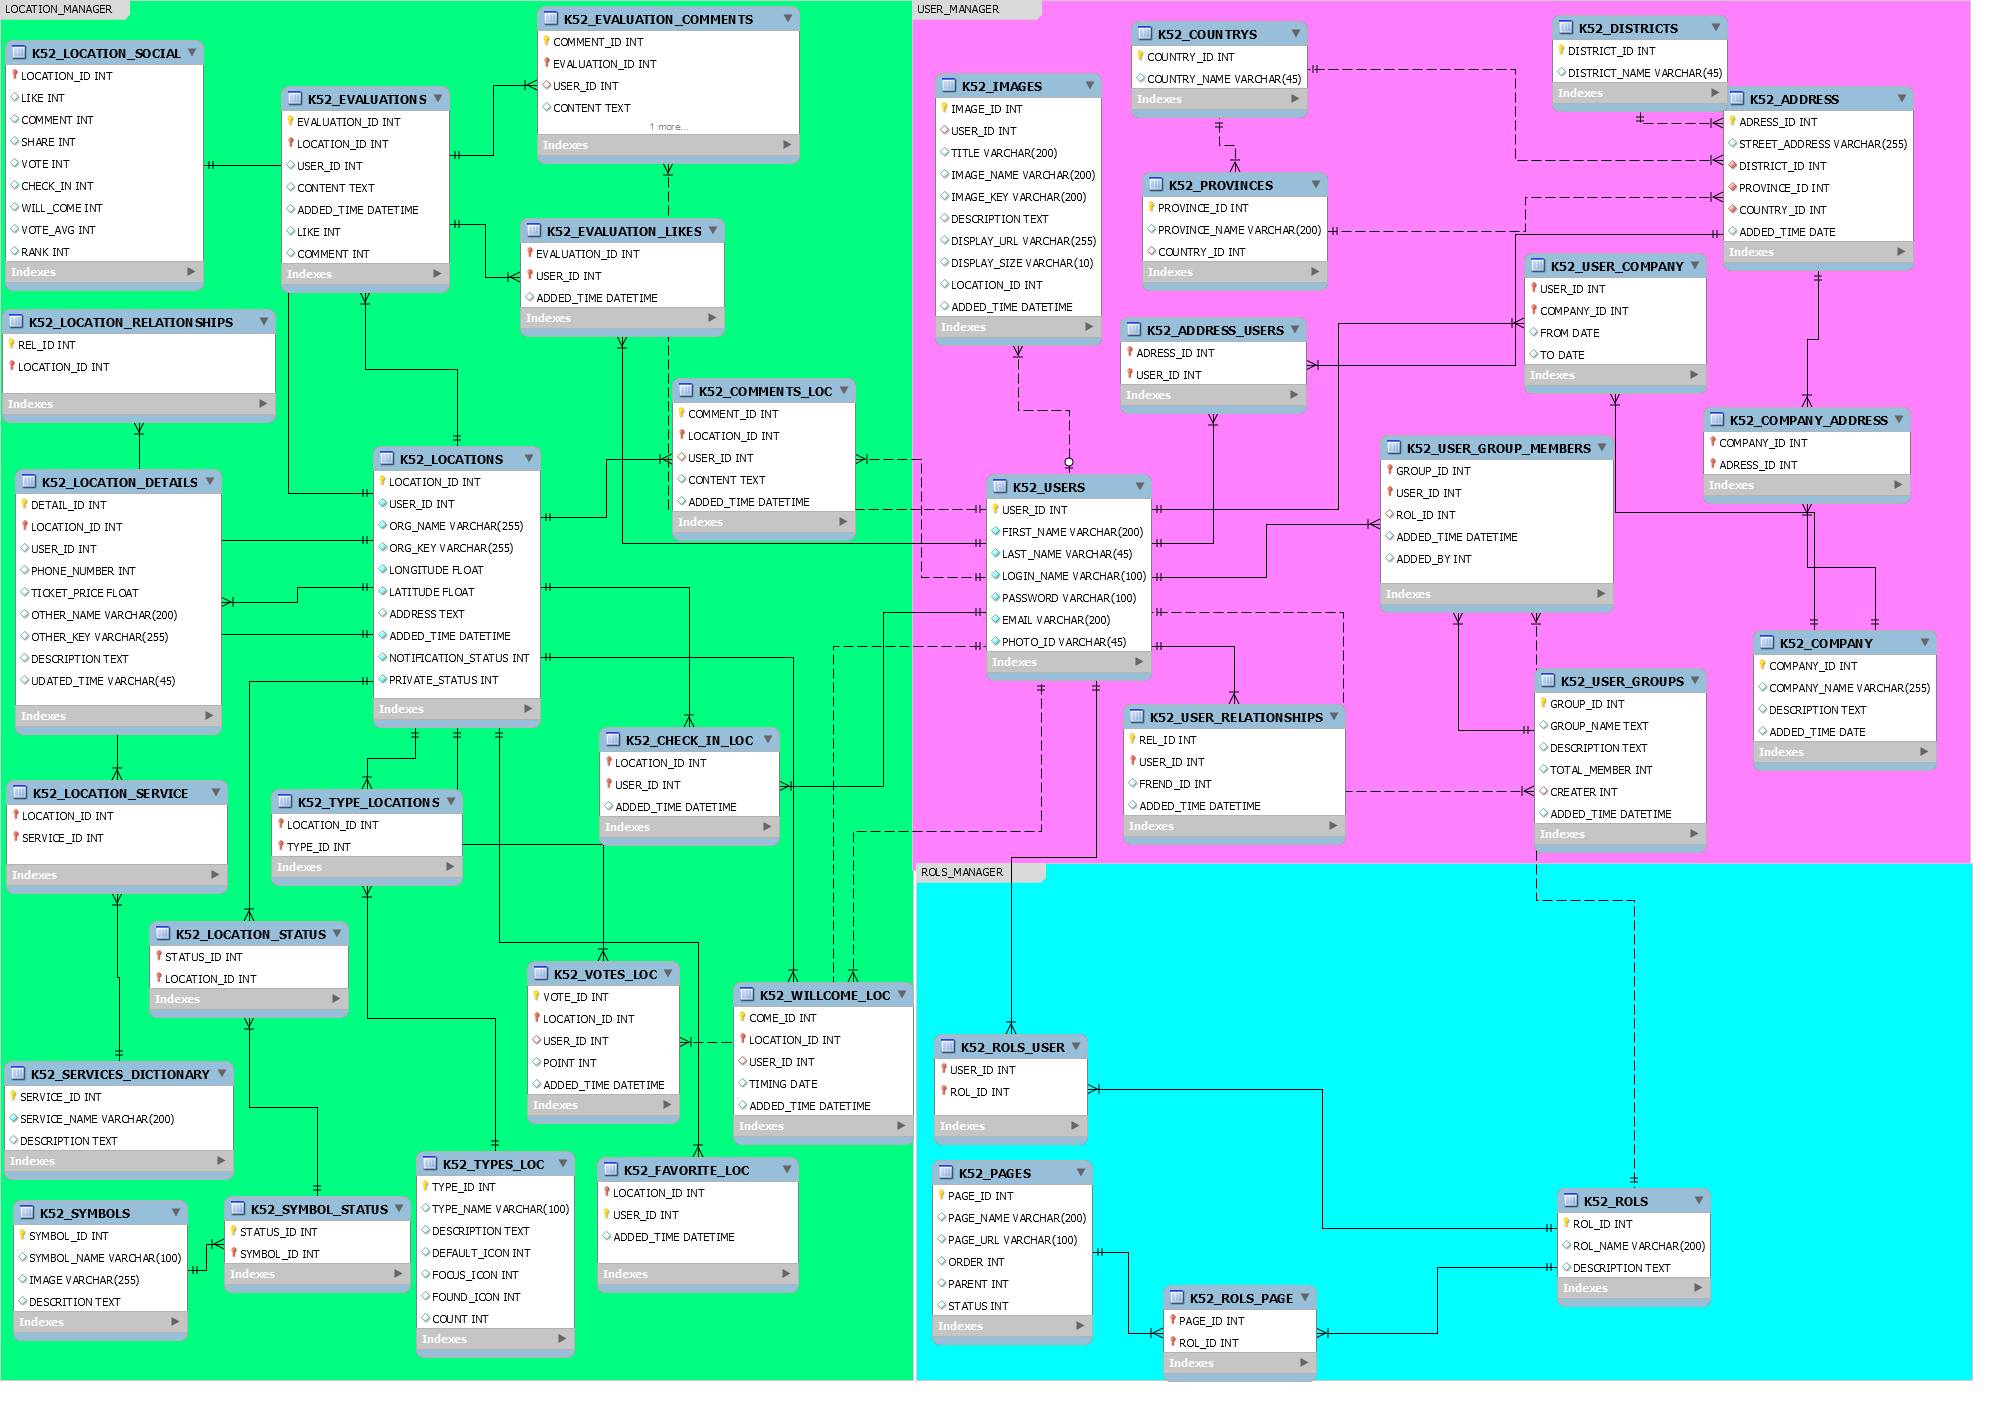 LOCATION_MANAGER
K52_LOCATION_SOCIAL
LOCATION_ID INT
LIKE INT
COMMENT INT
SHARE INT
VOTE INT
CHECK_IN INT
WILL_COME INT
VOTE_AVG INT
RANK INT
Indexes
K52_EVALUATIONS
EVALUATION_ID INT
LOCATION_ID INT
USER_ID INT
CONTENT TEXT
ADDED_TIME DATETIME
LIKE INT
COMMENT INT
Indexes
K52_EVALUATION_COMMENTS
COMMENT_ID INT
EVALUATION_ID INT
USER_ID INT
CONTENT TEXT
1 more...
Indexes
K52_EVALUATION_LIKES
EVALUATION_ID INT
USER_ID INT
ADDED_TIME DATETIME
Indexes
K52_LOCATION_RELATIONSHIPS
REL_ID INT
LOCATION_ID INT
Indexes
K52_COMMENTS_LOC
COMMENT_ID INT
LOCATION_ID INT
USER_ID INT
CONTENT TEXT
ADDED_TIME DATETIME
Indexes
K52_LOCATION_DETAILS
DETAIL_ID INT
LOCATION_ID INT
USER_ID INT
PHONE_NUMBER INT
TICKET_PRICE FLOAT
OTHER_NAME VARCHAR(200)
OTHER_KEY VARCHAR(255)
DESCRIPTION TEXT
UDATED_TIME VARCHAR(45)
Indexes
K52_LOCATIONS
LOCATION_ID INT
USER_ID INT
ORG_NAME VARCHAR(255)
ORG_KEY VARCHAR(255)
LONGITUDE FLOAT
LATITUDE FLOAT
ADDRESS TEXT
ADDED_TIME DATETIME
NOTIFICATION_STATUS INT
PRIVATE_STATUS INT
Indexes
K52_CHECK_IN_LOC
LOCATION_ID INT
USER_ID INT
ADDED_TIME DATETIME
Indexes
K52_LOCATION_SERVICE
LOCATION_ID INT
SERVICE_ID INT
Indexes
K52_TYPE_LOCATIONS
LOCATION_ID INT
TYPE_ID INT
Indexes
K52_LOCATION_STATUS
STATUS_ID INT
LOCATION_ID INT
Indexes
K52_VOTES_LOC
VOTE_ID INT
LOCATION_ID INT
USER_ID INT
POINT INT
ADDED_TIME DATETIME
Indexes
K52_WILLCOME_LOC
COME_ID INT
LOCATION_ID INT
USER_ID INT
TIMING DATE
ADDED_TIME DATETIME
Indexes
K52_SERVICES_DICTIONARY
SERVICE_ID INT
SERVICE_NAME VARCHAR(200)
DESCRIPTION TEXT
Indexes
K52_SYMBOLS
SYMBOL_ID INT
SYMBOL_NAME VARCHAR(100)
IMAGE VARCHAR(255)
DESCRITION TEXT
Indexes
K52_SYMBOL_STATUS
STATUS_ID INT
SYMBOL_ID INT
Indexes
K52_TYPES_LOC
TYPE_ID INT
TYPE_NAME VARCHAR(100)
DESCRIPTION TEXT
DEFAULT_ICON INT
FOCUS_ICON INT
FOUND_ICON INT
COUNT INT
Indexes
K52_FAVORITE_LOC
LOCATION_ID INT
USER_ID INT
ADDED_TIME DATETIME
Indexes
USER_MANAGER
K52_IMAGES
IMAGE_ID INT
USER_ID INT
TITLE VARCHAR(200)
IMAGE_NAME VARCHAR(200)
IMAGE_KEY VARCHAR(200)
DESCRIPTION TEXT
DISPLAY_URL VARCHAR(255)
DISPLAY_SIZE VARCHAR(10)
LOCATION_ID INT
ADDED_TIME DATETIME
Indexes
K52_COUNTRYS
COUNTRY_ID INT
COUNTRY_NAME VARCHAR(45)
Indexes
K52_PROVINCES
PROVINCE_ID INT
PROVINCE_NAME VARCHAR(200)
COUNTRY_ID INT
Indexes
K52_DISTRICTS
DISTRICT_ID INT
DISTRICT_NAME VARCHAR(45)
Indexes
K52_ADDRESS
ADRESS_ID INT
STREET_ADDRESS VARCHAR(255)
DISTRICT_ID INT
PROVINCE_ID INT
COUNTRY_ID INT
ADDED_TIME DATE
Indexes
K52_USER_COMPANY
USER_ID INT
COMPANY_ID INT
FROM DATE
TO DATE
Indexes
K52_ADDRESS_USERS
ADRESS_ID INT
USER_ID INT
Indexes
K52_COMPANY_ADDRESS
COMPANY_ID INT
ADRESS_ID INT
Indexes
K52_USER_GROUP_MEMBERS
GROUP_ID INT
USER_ID INT
ROL_ID INT
ADDED_TIME DATETIME
ADDED_BY INT
Indexes
K52_USERS
USER_ID INT
FIRST_NAME VARCHAR(200)
LAST_NAME VARCHAR(45)
LOGIN_NAME VARCHAR(100)
PASSWORD VARCHAR(100)
EMAIL VARCHAR(200)
PHOTO_ID VARCHAR(45)
Indexes
K52_COMPANY
COMPANY_ID INT
COMPANY_NAME VARCHAR(255)
DESCRIPTION TEXT
ADDED_TIME DATE
Indexes
K52_USER_GROUPS
GROUP_ID INT
GROUP_NAME TEXT
DESCRIPTION TEXT
TOTAL_MEMBER INT
CREATER INT
ADDED_TIME DATETIME
Indexes
K52_USER_RELATIONSHIPS
REL_ID INT
USER_ID INT
FREND_ID INT
ADDED_TIME DATETIME
Indexes
ROLS_MANAGER
K52_ROLS_USER
USER_ID INT
ROL_ID INT
Indexes
K52_PAGES
PAGE_ID INT
PAGE_NAME VARCHAR(200)
PAGE_URL VARCHAR(100)
ORDER INT
PARENT INT
STATUS INT
Indexes
K52_ROLS
ROL_ID INT
ROL_NAME VARCHAR(200)
DESCRIPTION TEXT
Indexes
K52_ROLS_PAGE
PAGE_ID INT
ROL_ID INT
Indexes